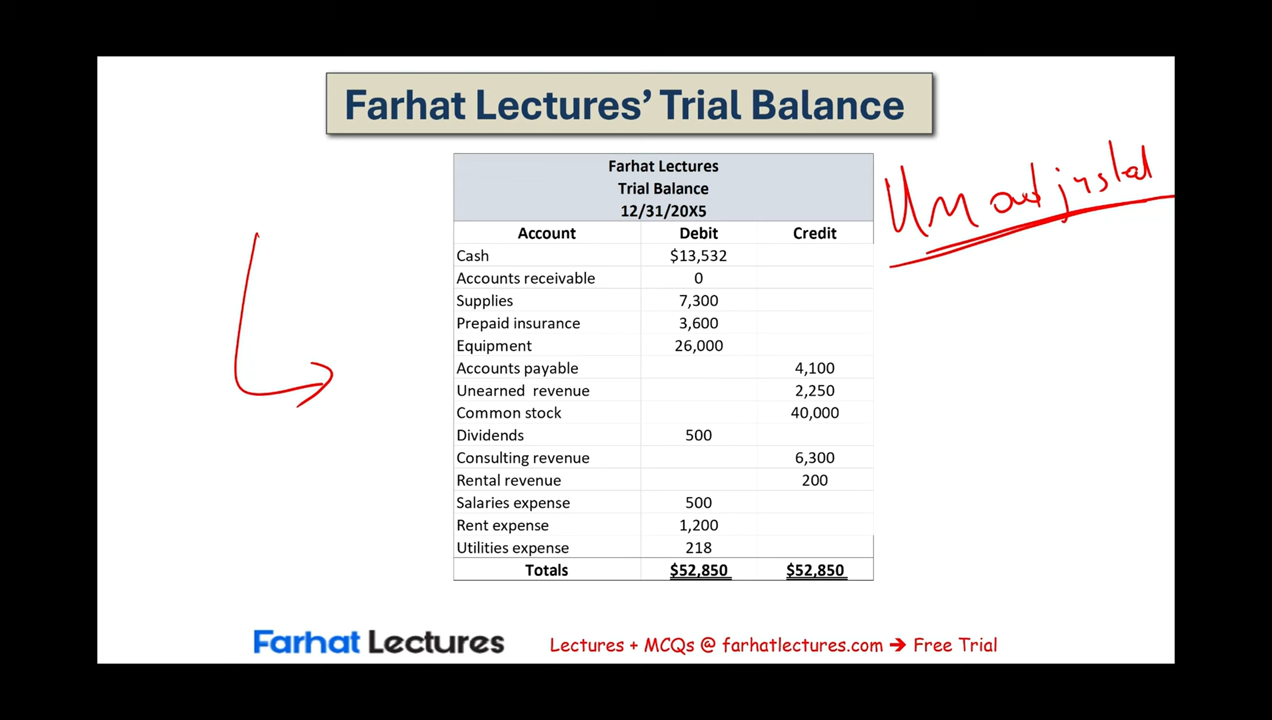 Farhat Lectures' Trial Balance
Unadjusted
Farhat Lectures
Trial Balance
12/31/20X5
Account Debit Credit
Cash $13,532
Accounts receivable 0
Supplies 7,300
Prepaid insurance 3,600
Equipment 26,000
Accounts payable 4,100
Unearned revenue 2,250
Common stock 40,000
Dividends 500
Consulting revenue 6,300
Rental revenue 200
Salaries expense 500
Rent expense 1,200
Utilities expense 218
Totals $52,850 $52,850
Farhat Lectures
Lectures + MCQs @ farhatlectures.com → Free Trial